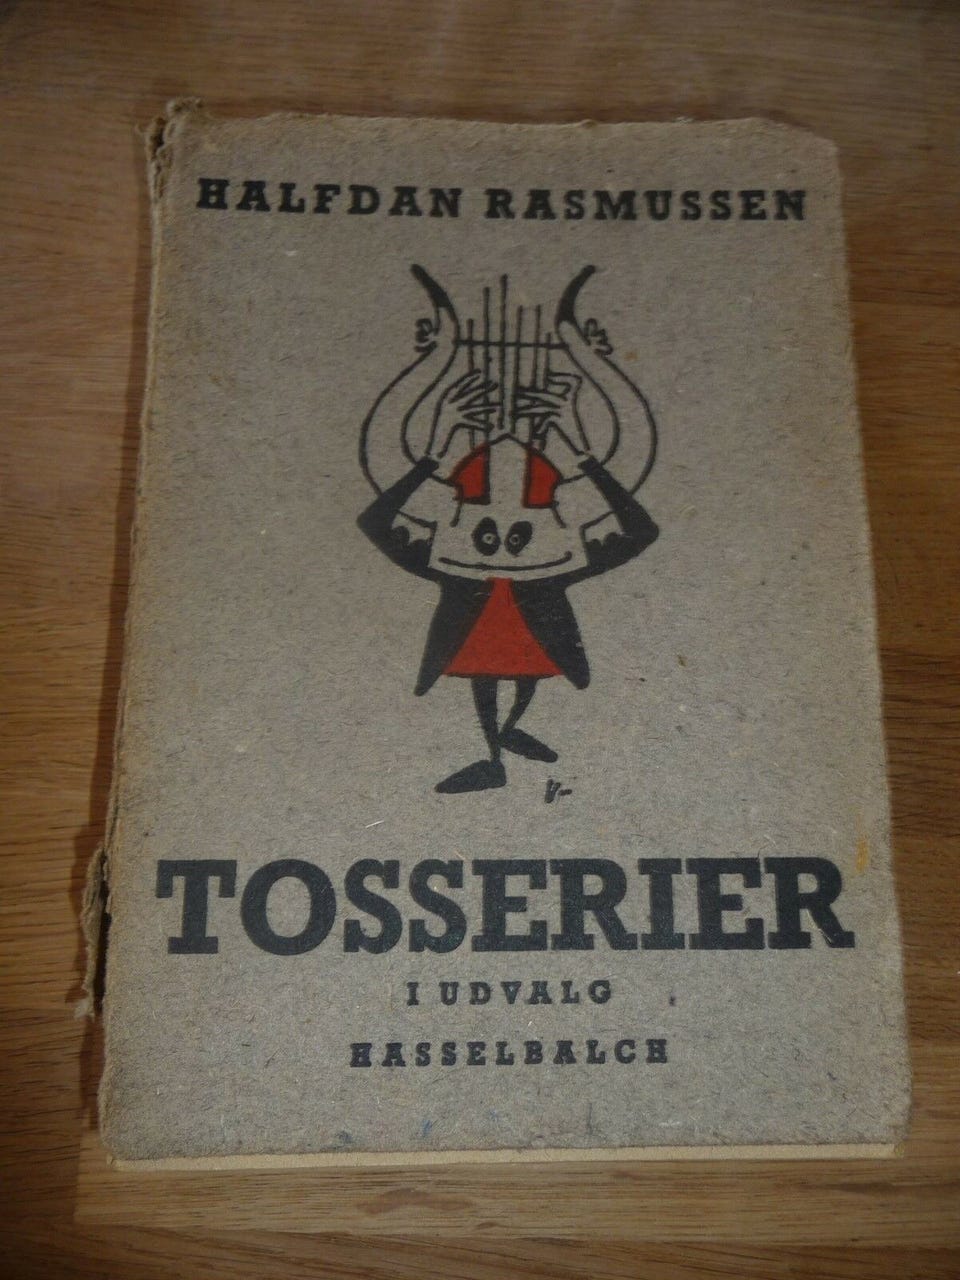 HALFDAN RASMUSSEN
TOSSERIER
I UDVALG
HASSELBALCH